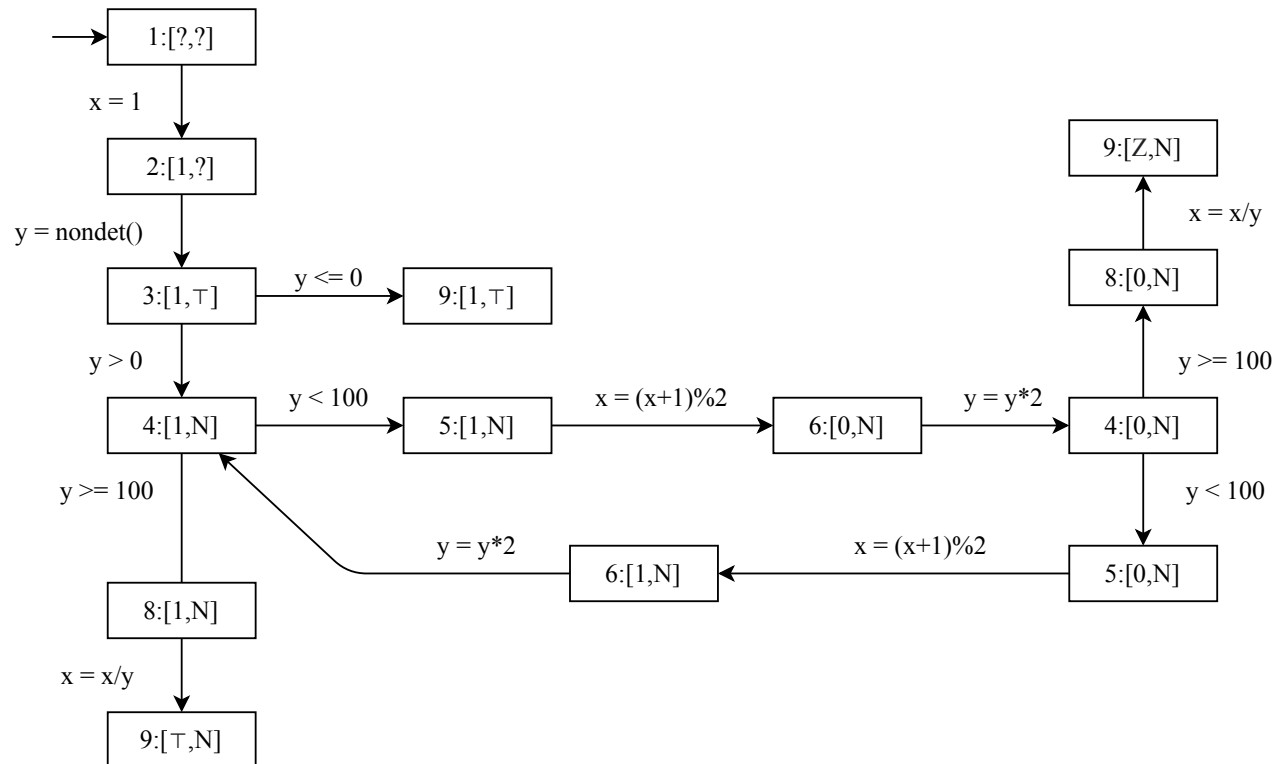 1:[?,?]
x = 1
2:[1,?]
9:[Z,N]
y = nondet()
x = x/y
3:[1,⊤]
y <= 0
9:[1,⊤]
8:[0,N]
y > 0
y >= 100
4:[1,N]
y < 100
5:[1,N]
x = (x+1)%2
6:[0,N]
y = y*2
4:[0,N]
y >= 100
y < 100
y = y*2
6:[1,N]
x = (x+1)%2
5:[0,N]
8:[1,N]
x = x/y
9:[⊤,N]